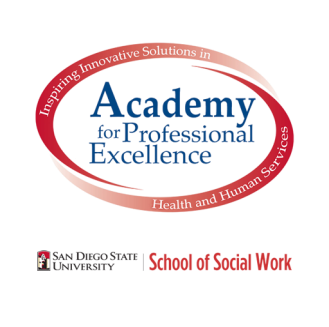 Inspiring Innovative Solutions in
Academy
for Professional
Excellence
Health and Human Services
SAN DIEGO STATE
UNIVERSITY
School of Social Work